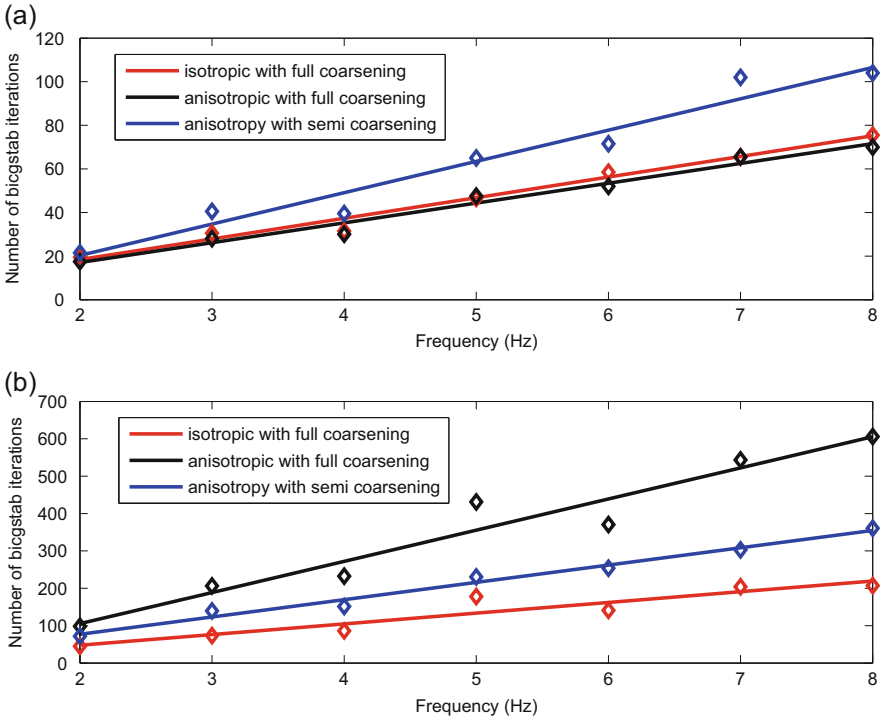 (a)
120
100
80
60
40
20
0
Number of bicgstab iterations
isotropic with full coarsening
anisotropic with full coarsening
anisotropy with semi coarsening
2 3 4 5 6 7 8
Frequency (Hz)
(b)
700
600
500
400
300
200
100
0
Number of bicgstab iterations
isotropic with full coarsening
anisotropic with full coarsening
anisotropy with semi coarsening
2 3 4 5 6 7 8
Frequency (Hz)